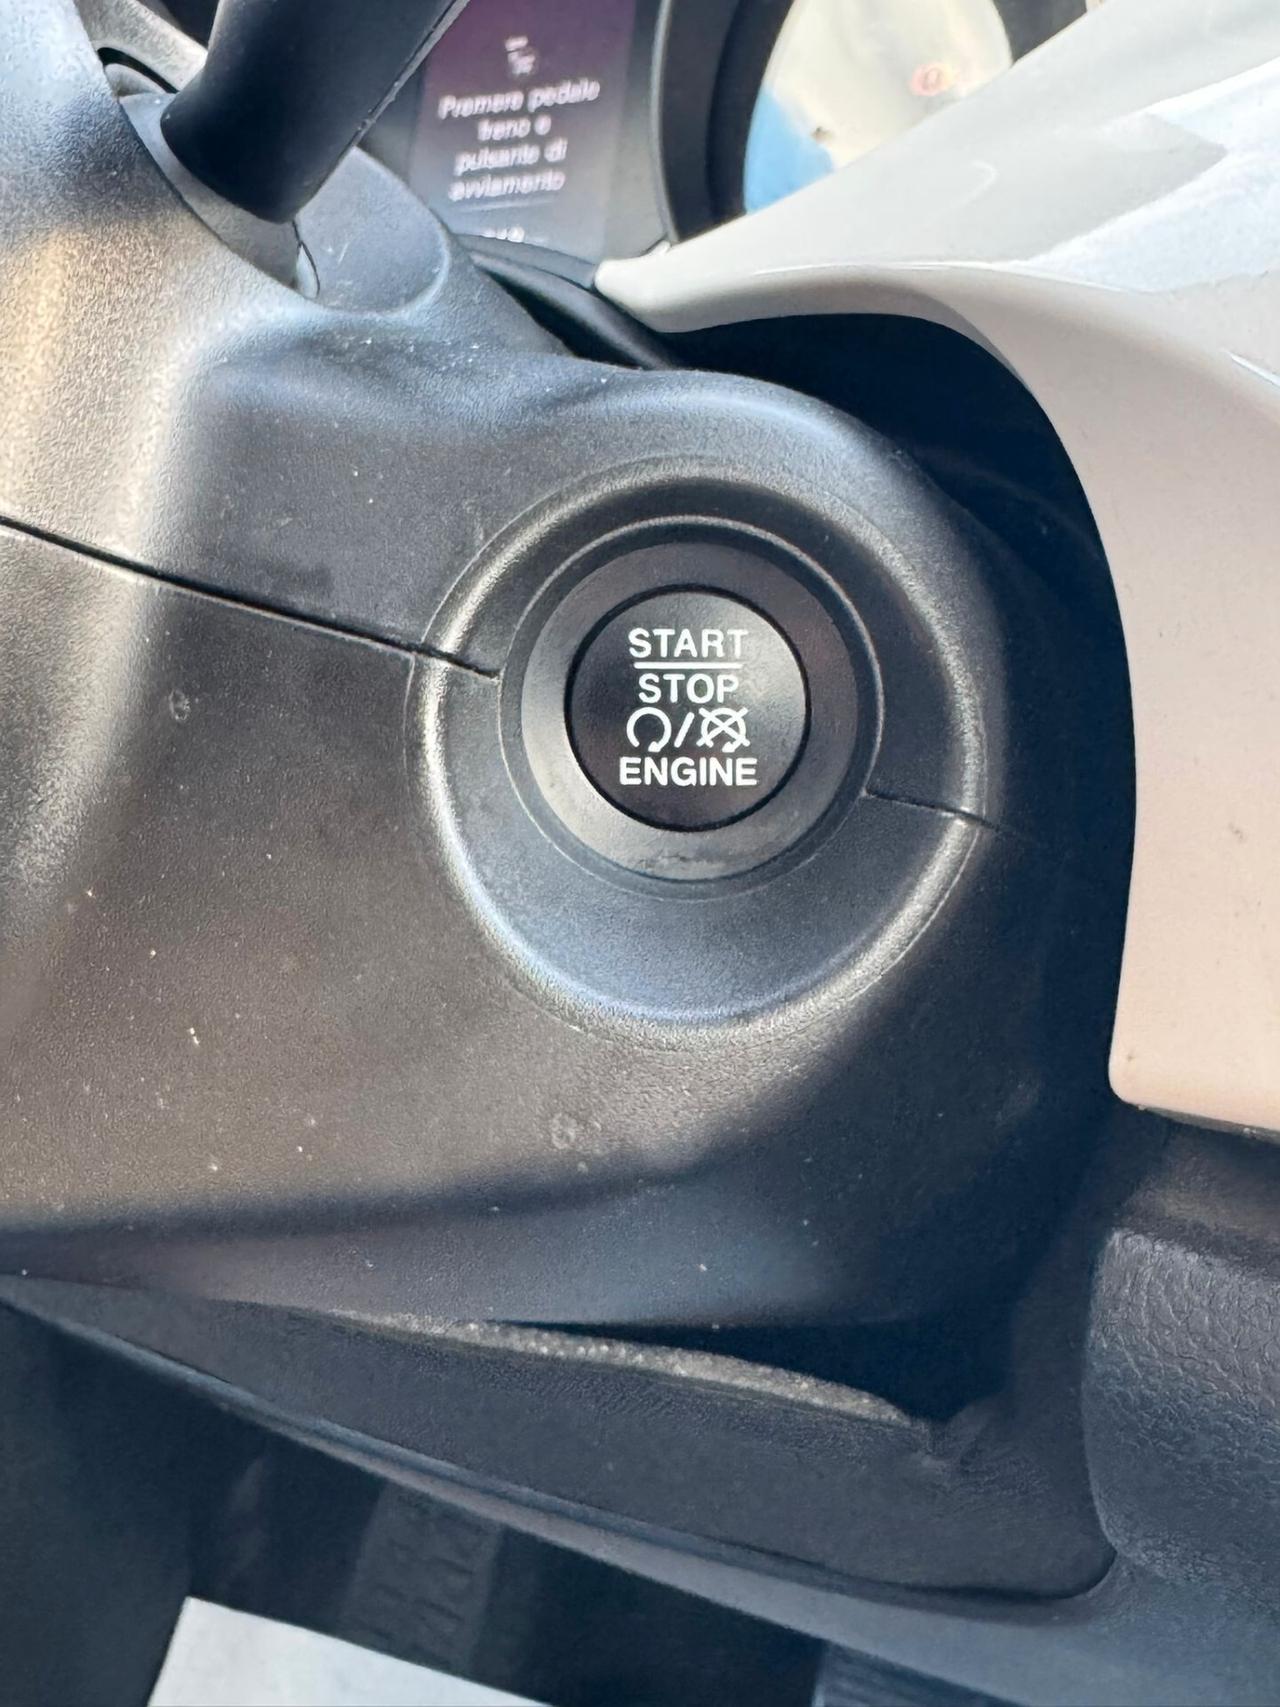 Premere pedale
freno e
pulsante di
avviamento
START
STOP
ENGINE